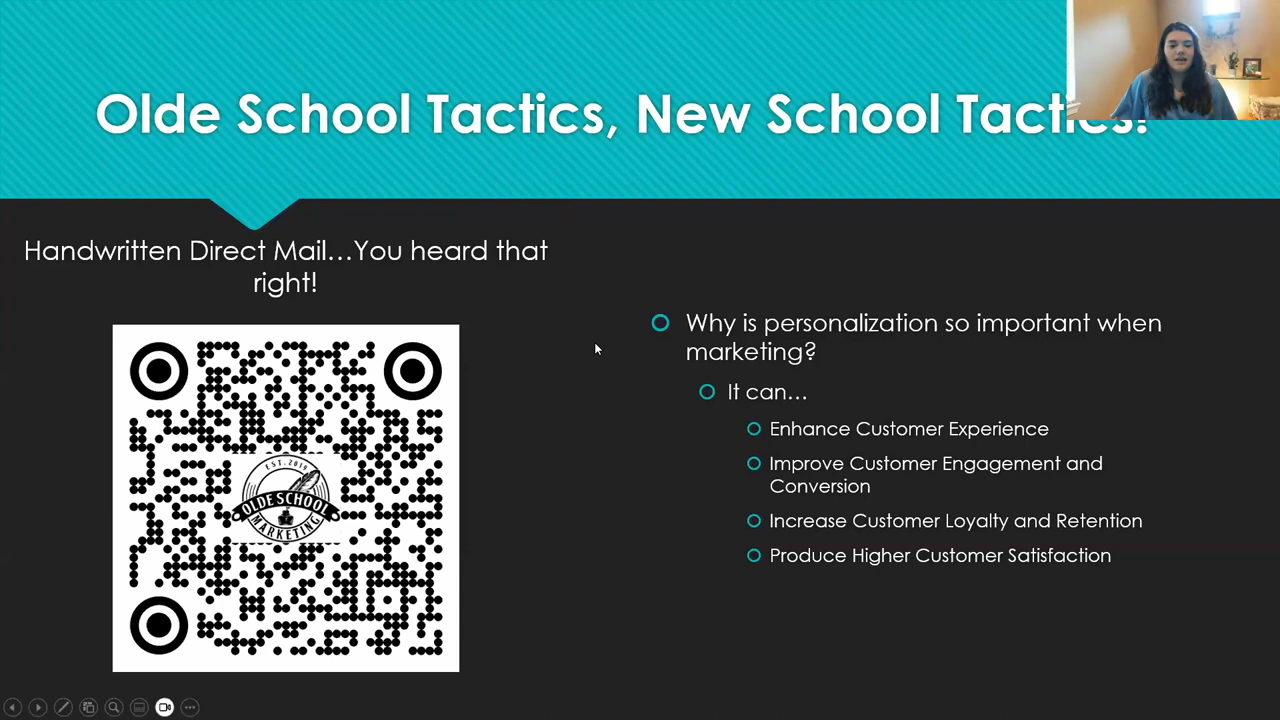 Olde School Tactics, New School Tactics!
Handwritten Direct Mail…You heard that
right!
EST. 2019
OLDE SCHOOL
MARKETING
Why is personalization so important when
marketing?
It can…
Enhance Customer Experience
Improve Customer Engagement and
Conversion
Increase Customer Loyalty and Retention
Produce Higher Customer Satisfaction